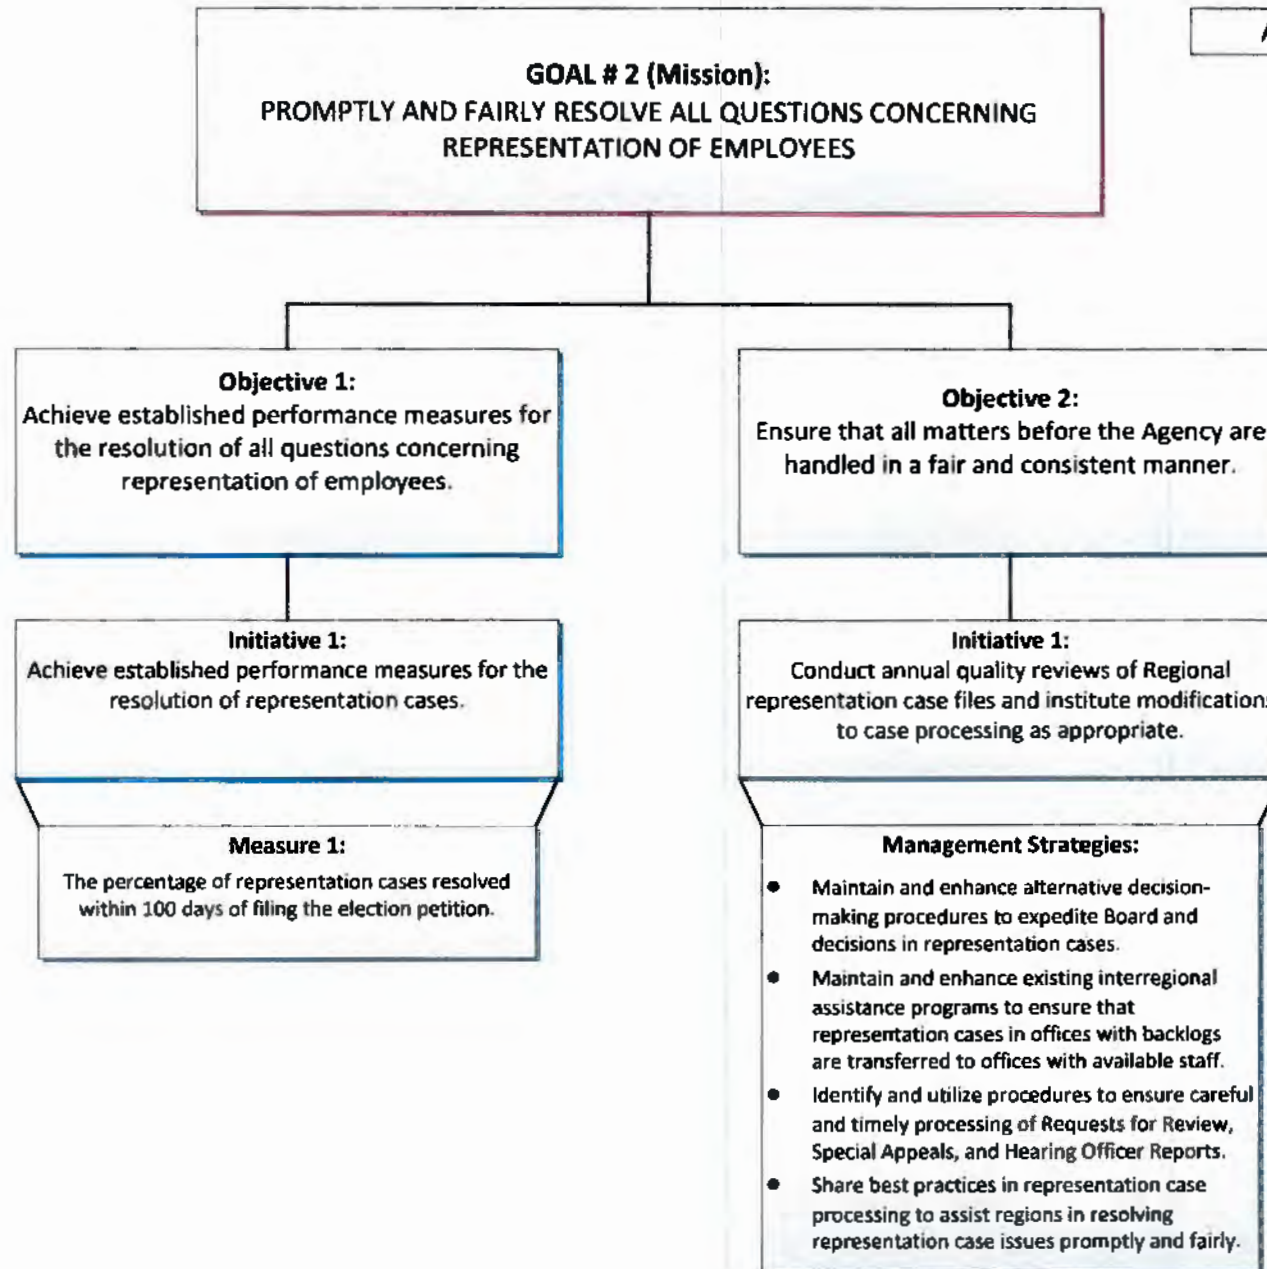 A
GOAL # 2 (Mission):
PROMPTLY AND FAIRLY RESOLVE ALL QUESTIONS CONCERNING
REPRESENTATION OF EMPLOYEES
Objective 1:
Achieve established performance measures for
the resolution of all questions concerning
representation of employees.
Objective 2:
Ensure that all matters before the Agency are
handled in a fair and consistent manner.
Initiative 1:
Achieve established performance measures for the
resolution of representation cases.
Initiative 1:
Conduct annual quality reviews of Regional
representation case files and institute modifications
to case processing as appropriate.
Measure 1:
The percentage of representation cases resolved
within 100 days of filing the election petition.
Management Strategies:
● Maintain and enhance alternative decision-
making procedures to expedite Board and
decisions in representation cases.
● Maintain and enhance existing interregional
assistance programs to ensure that
representation cases in offices with backlogs
are transferred to offices with available staff.
● Identify and utilize procedures to ensure careful
and timely processing of Requests for Review,
Special Appeals, and Hearing Officer Reports.
● Share best practices in representation case
processing to assist regions in resolving
representation case issues promptly and fairly.